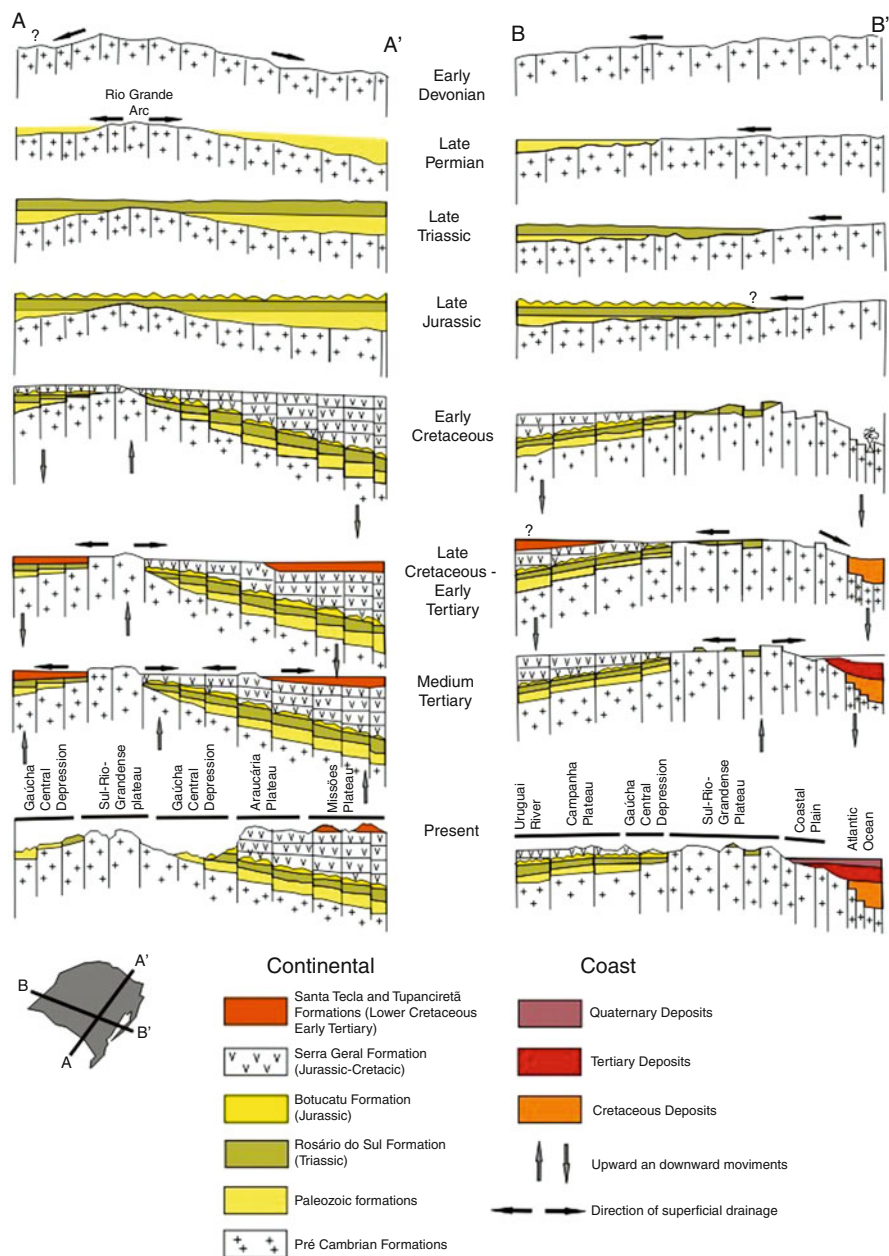 A
?
A'
B
B'
Early
Devonian
Rio Grande
Arc
Late
Permian
Late
Triassic
Late
Jurassic
?
Early
Cretaceous
Late
Cretaceous -
Early
Tertiary
?
Medium
Tertiary
Gaúcha
Central
Depression
Sul-Rio-
Grandense
plateau
Gaúcha
Central
Depression
Araucária
Plateau
Missões
Plateau
Present
Uruguai
River
Campanha
Plateau
Gaúcha
Central
Depression
Sul-Rio-
Grandense
Plateau
Coastal
Plain
Atlantic
Ocean
A'
B
B'
A
Continental
Santa Tecla and Tupanciretã
Formations (Lower Cretaceous
Early Tertiary)
Serra Geral Formation
(Jurassic-Cretacic)
Botucatu Formation
(Jurassic)
Rosário do Sul Formation
(Triassic)
Paleozoic formations
Pré Cambrian Formations
Coast
Quaternary Deposits
Tertiary Deposits
Cretaceous Deposits
Upward an downward moviments
Direction of superficial drainage